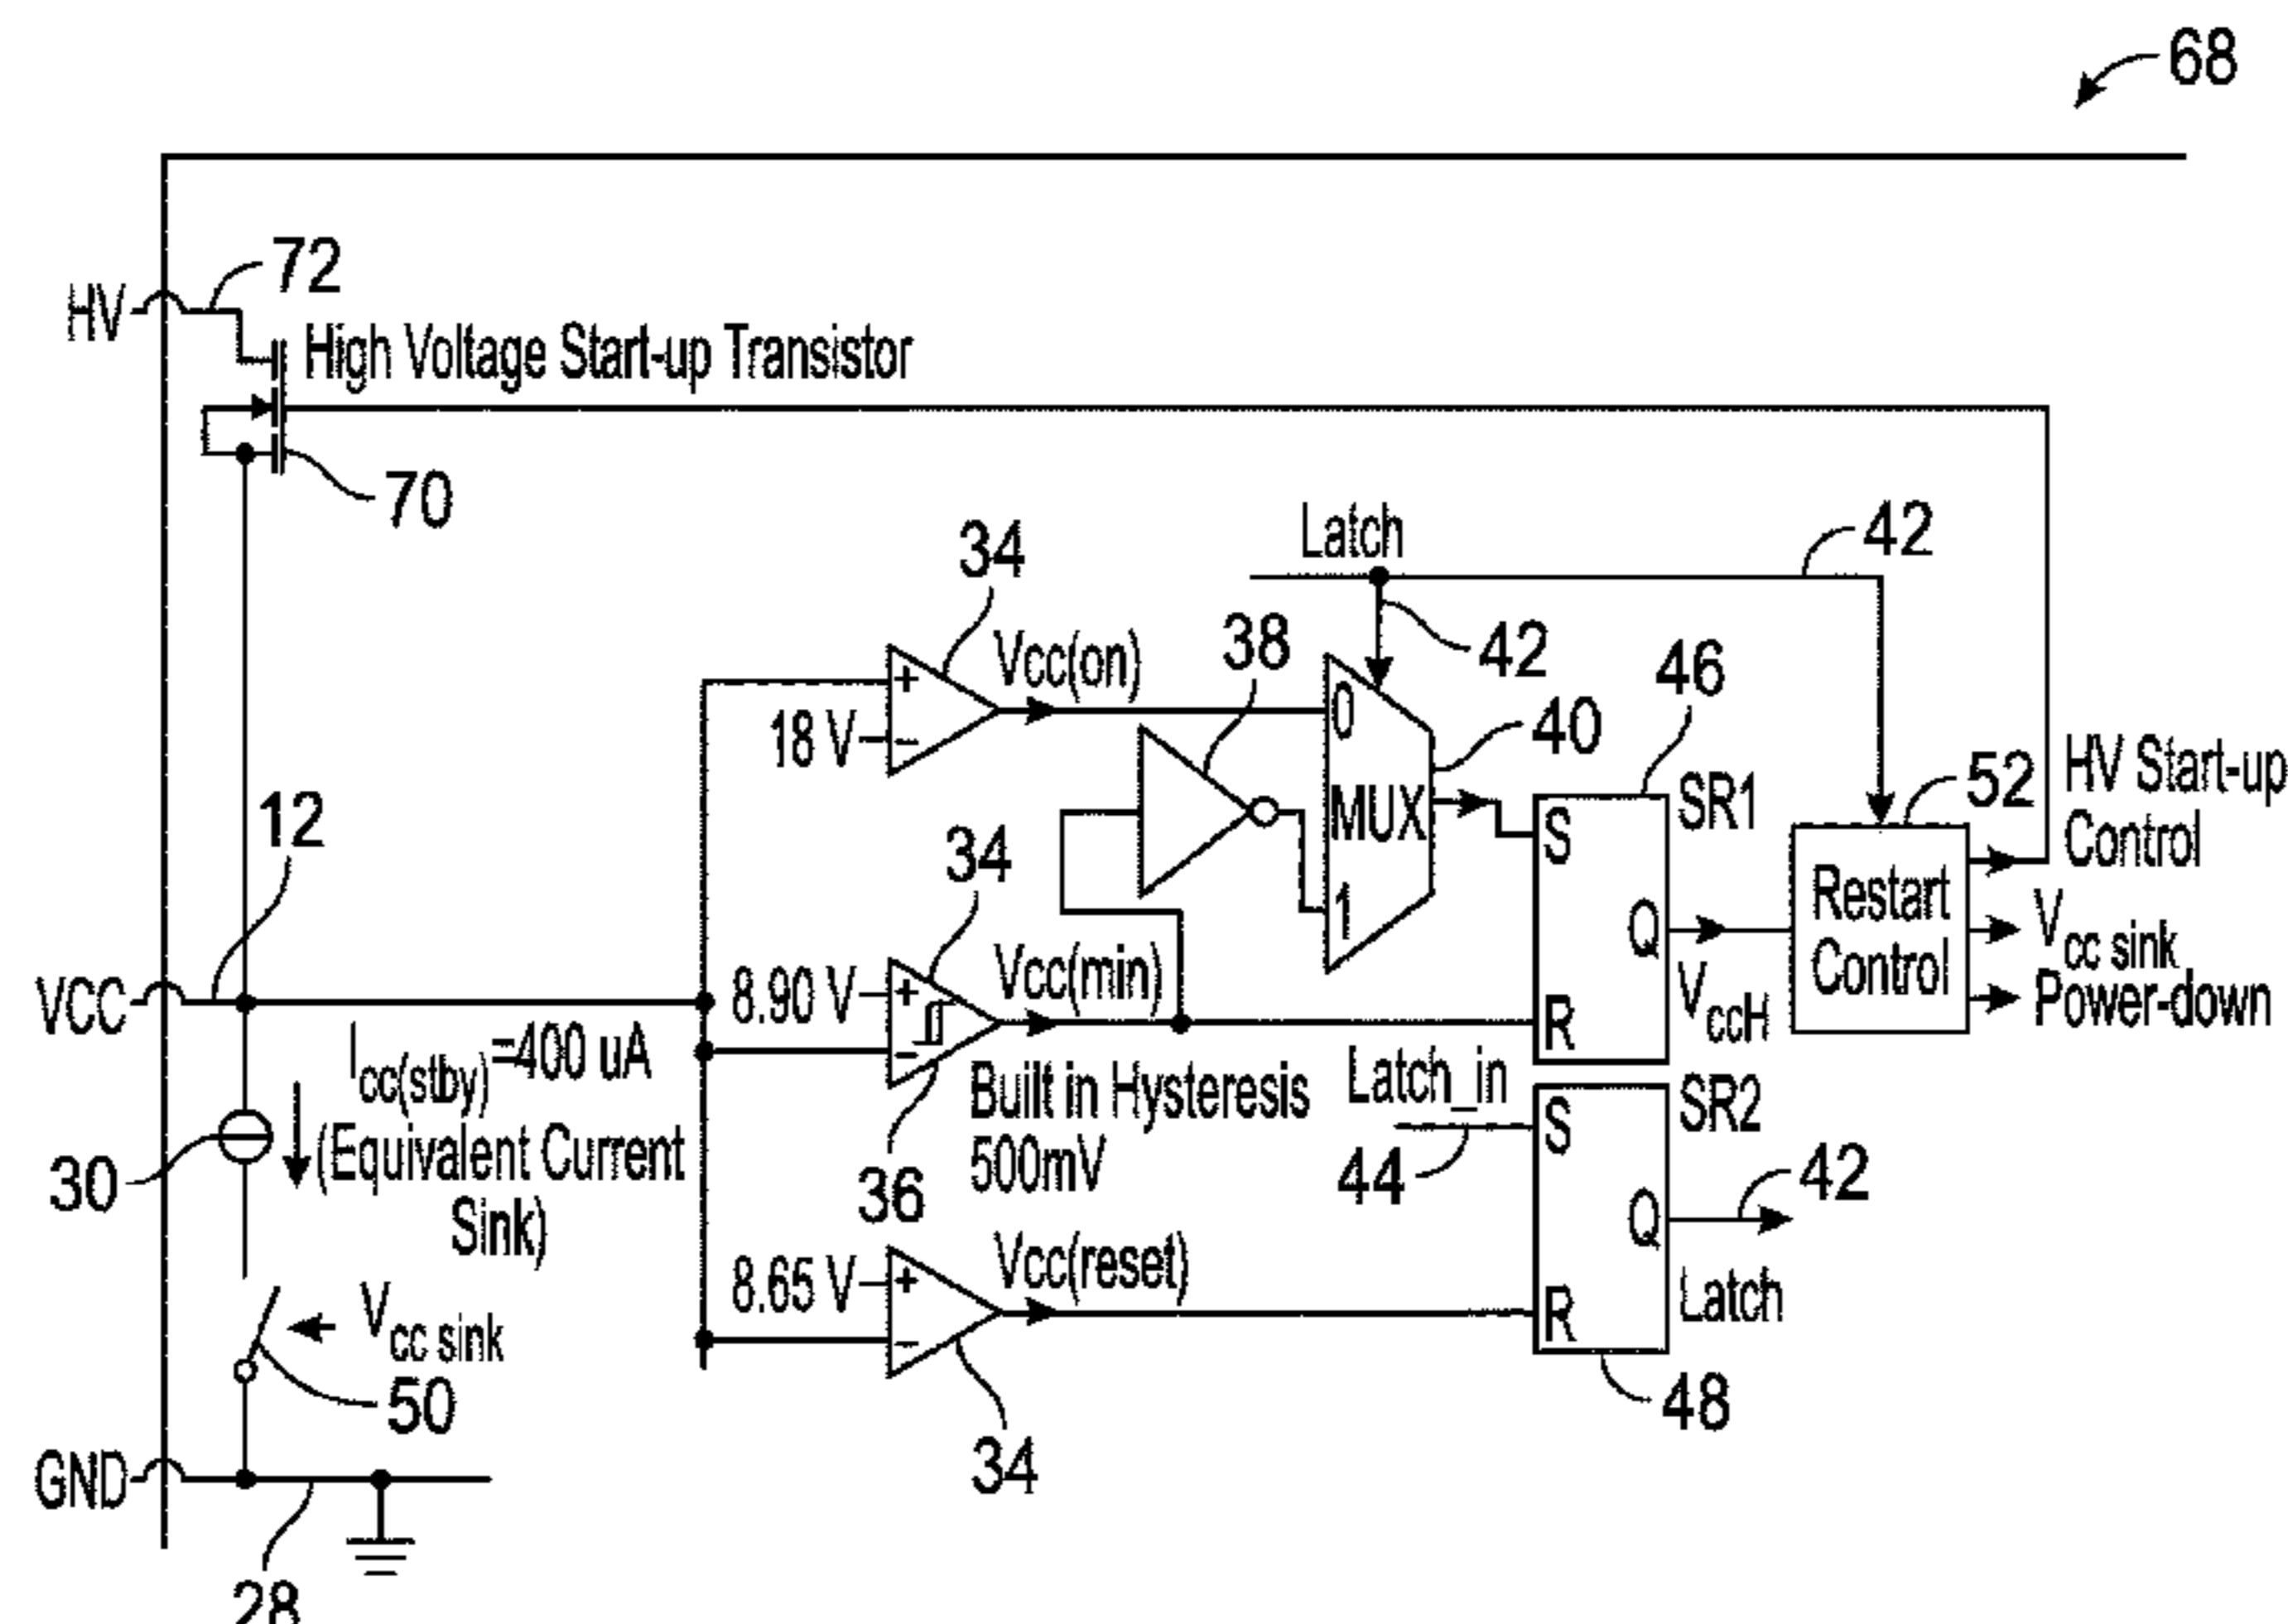 68
72
HV
High Voltage Start-up Transistor
70
Latch
42
34
Vcc(on)
38
42
46
+
18 V
−
0
40
MUX
1
SR1
S
Q
R
VccH
52
HV Start-up
Control
Restart
Control
Vcc sink
Power-down
12
VCC
34
8.90 V
+
−
Vcc(min)
Icc(stby)=400 uA
(Equivalent Current
Sink)
30
36
Built in Hysteresis
500mV
Latch_in
44
SR2
S
Q
R
42
Latch
48
8.65 V
+
−
Vcc(reset)
34
Vcc sink
50
GND
28